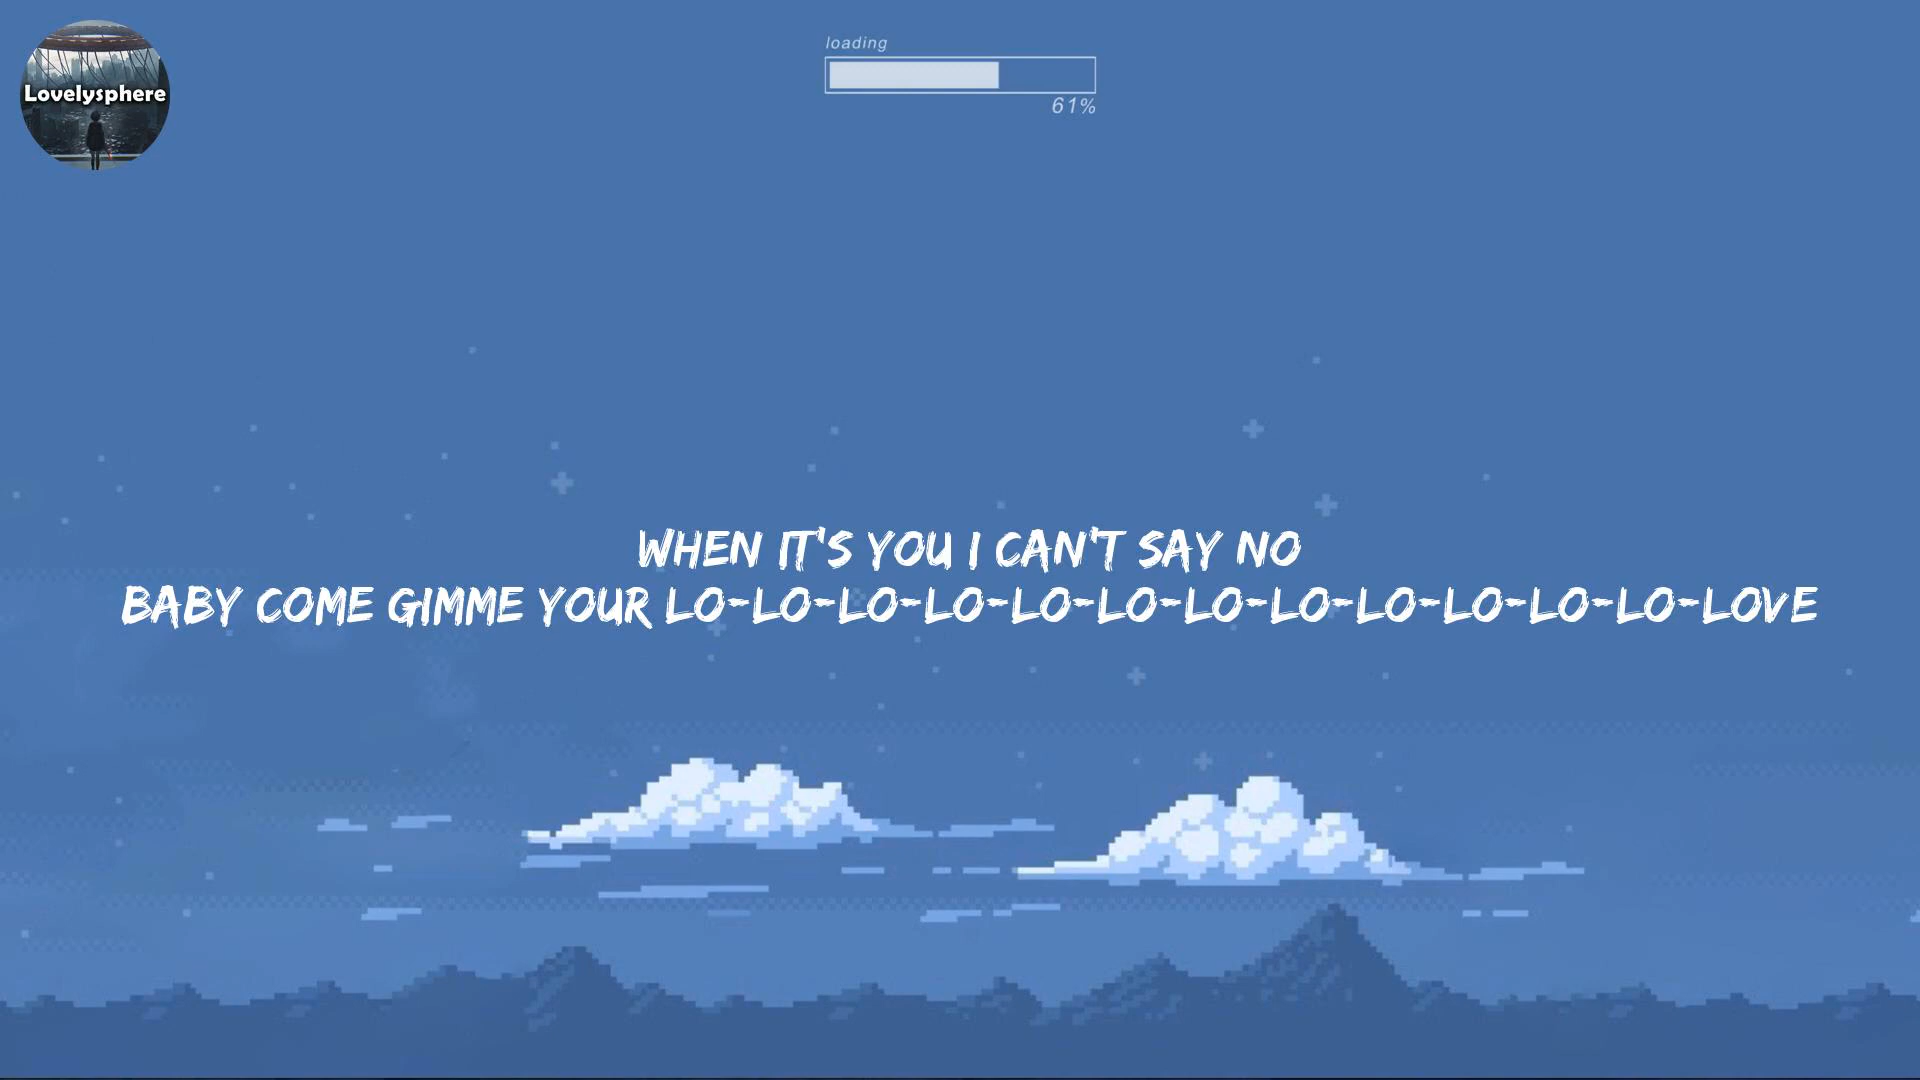 Lovelysphere
loading
61%
WHEN IT'S YOU I CAN'T SAY NO
BABY COME GIMME YOUR LO-LO-LO-LO-LO-LO-LO-LO-LO-LO-LO-LO-LOVE